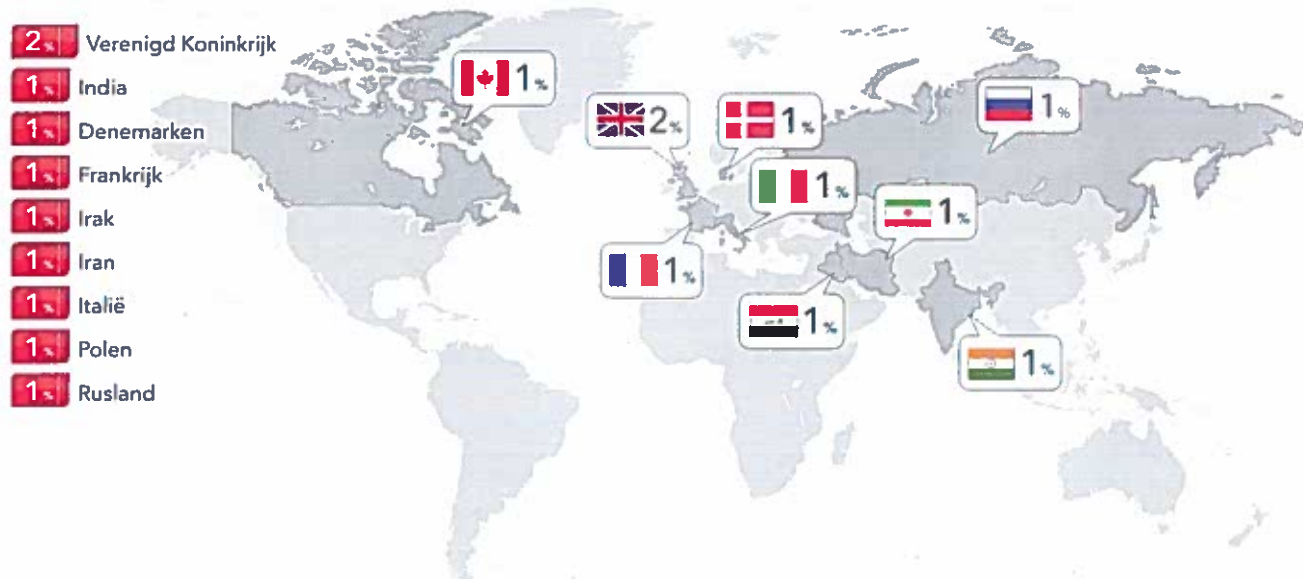 2% Verenigd Koninkrijk
1% India
1% Denemarken
1% Frankrijk
1% Irak
1% Iran
1% Italië
1% Polen
1% Rusland
1%
2%
1%
1%
1%
1%
1%
1%
1%